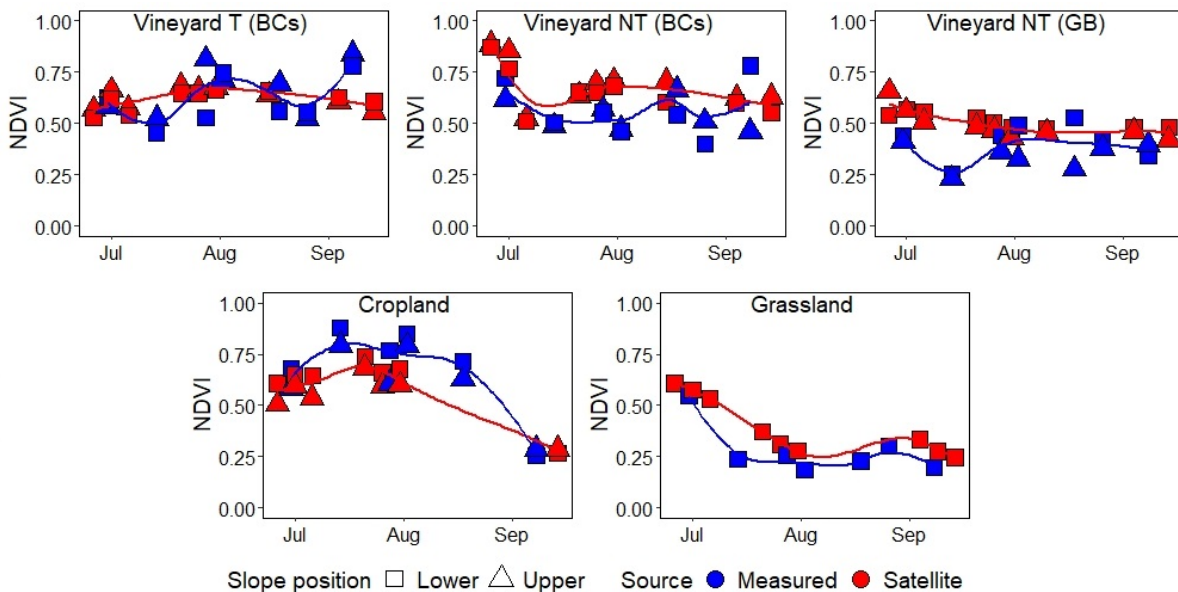 Vineyard T (BCs)
Vineyard NT (BCs)
Vineyard NT (GB)
NDVI
1.00
0.75
0.50
0.25
0.00
Jul Aug Sep
NDVI
1.00
0.75
0.50
0.25
0.00
Jul Aug Sep
NDVI
1.00
0.75
0.50
0.25
0.00
Jul Aug Sep
Cropland
Grassland
NDVI
1.00
0.75
0.50
0.25
0.00
Jul Aug Sep
NDVI
1.00
0.75
0.50
0.25
0.00
Jul Aug Sep
Slope position Lower Upper Source Measured Satellite